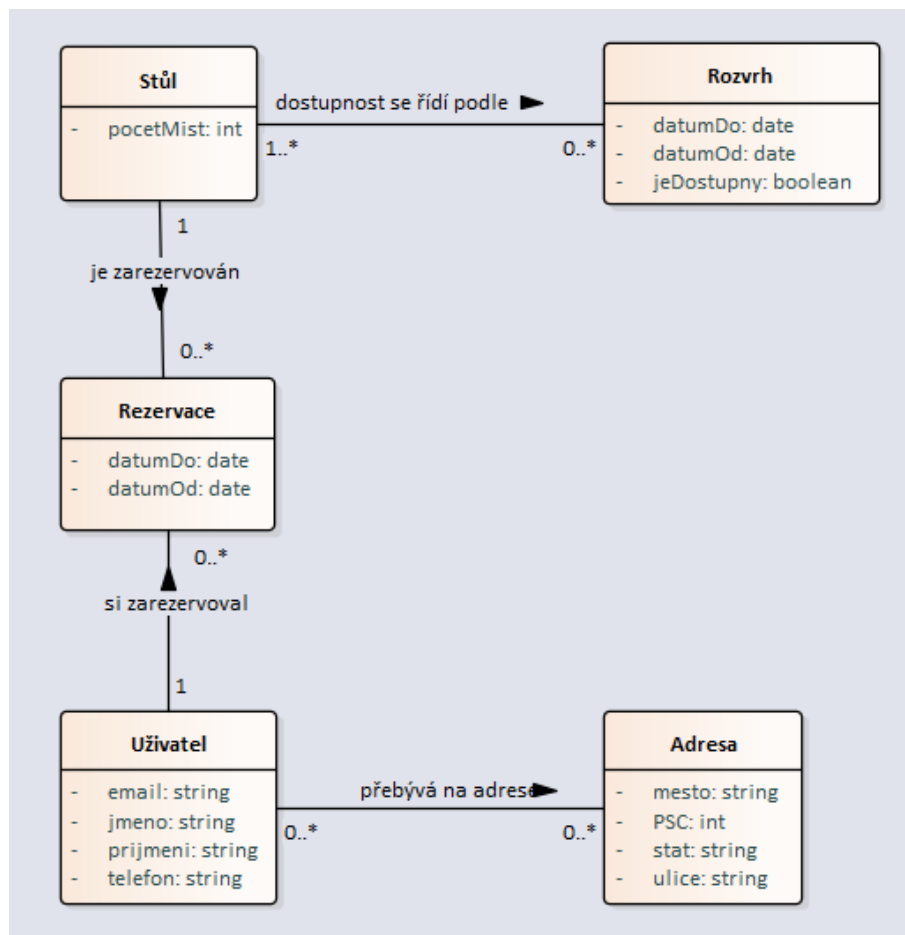 Stůl
- pocetMist: int
dostupnost se řídí podle
1..*
0..*
Rozvrh
- datumDo: date
- datumOd: date
- jeDostupny: boolean
1
je zarezervován
0..*
Rezervace
- datumDo: date
- datumOd: date
0..*
si zarezervoval
1
Uživatel
- email: string
- jmeno: string
- prijmeni: string
- telefon: string
přebývá na adrese
0..*
0..*
Adresa
- mesto: string
- PSC: int
- stat: string
- ulice: string